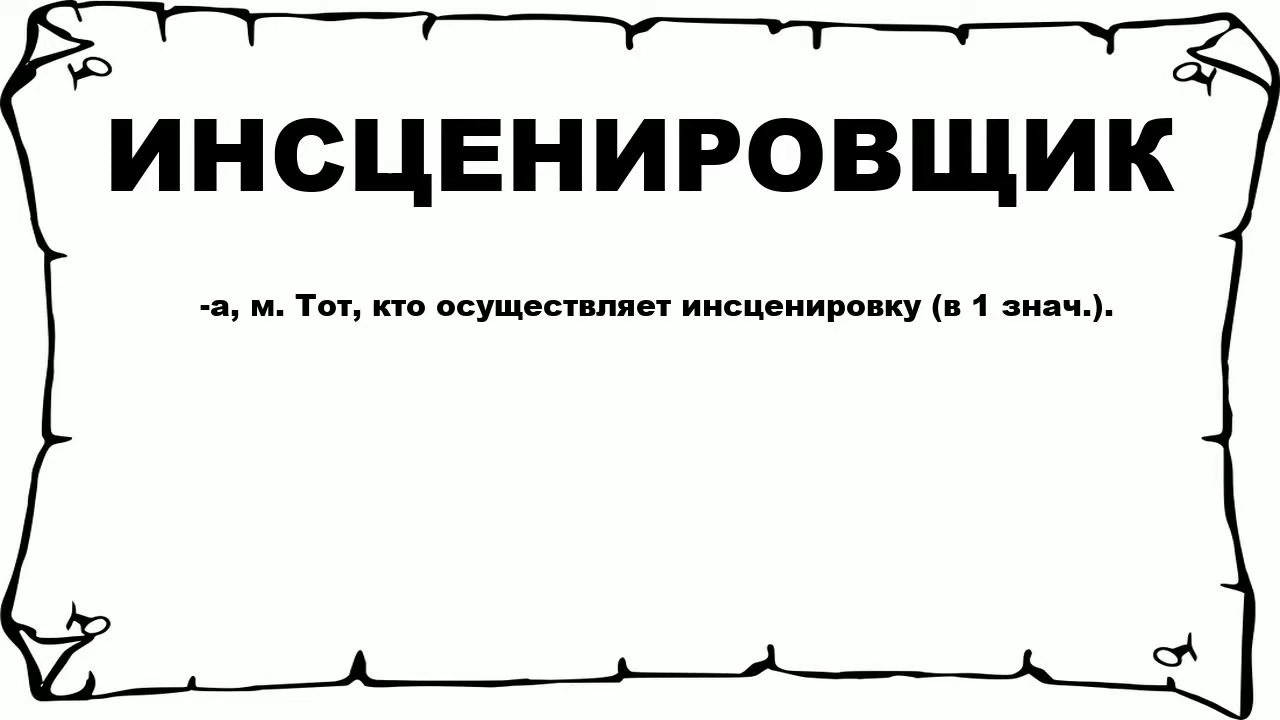 ИНСЦЕНИРОВЩИК
-а, м. Тот, кто осуществляет инсценировку (в 1 знач.).